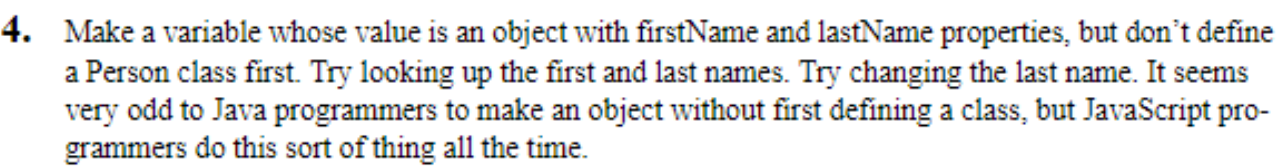 4. Make a variable whose value is an object with firstName and lastName properties, but don’t define
a Person class first. Try looking up the first and last names. Try changing the last name. It seems
very odd to Java programmers to make an object without first defining a class, but JavaScript pro-
grammers do this sort of thing all the time.